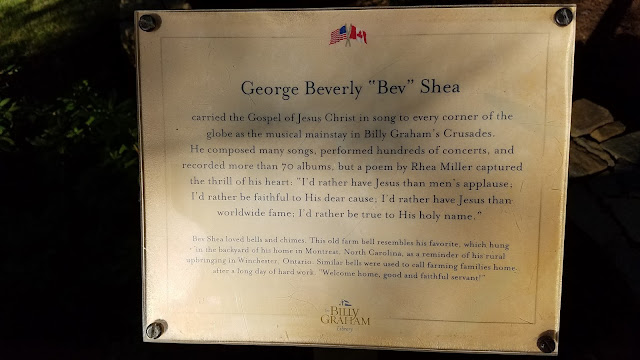 George Beverly "Bev" Shea
carried the Gospel of Jesus Christ in song to every corner of the
globe as the musical mainstay in Billy Graham's Crusades.
He composed many songs, performed hundreds of concerts, and
recorded more than 70 albums, but a poem by Rhea Miller captured
the thrill of his heart: "I'd rather have Jesus than men's applause;
I'd rather be faithful to His dear cause; I'd rather have Jesus than
worldwide fame; I'd rather be true to His holy name."
Bev Shea loved bells and chimes. This old farm bell resembles his favorite, which hung
in the backyard of his home in Montreat, North Carolina, as a reminder of his rural
upbringing in Winchester, Ontario. Similar bells were used to call farming families home
after a long day of hard work. "Welcome home, good and faithful servant!"
BILLY
GRAHAM
Library